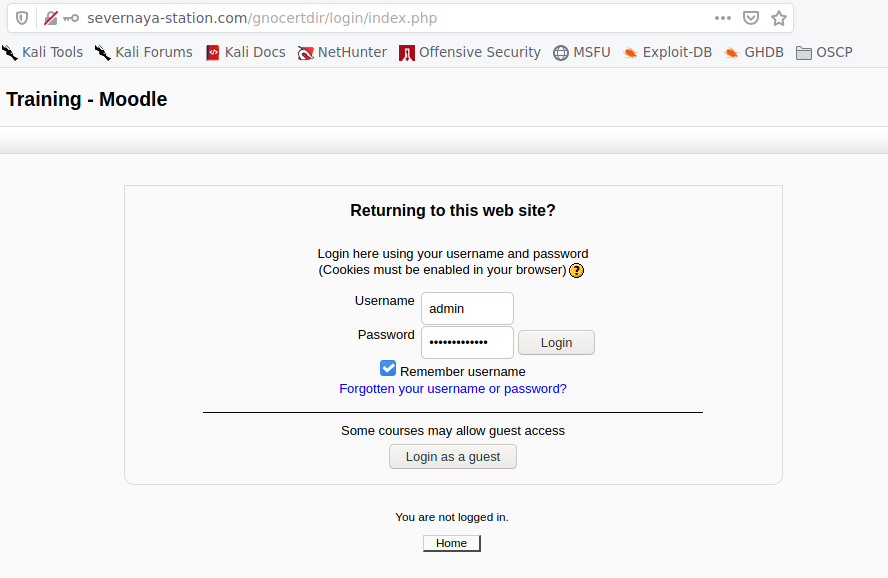 severnaya-station.com/gnocertdir/login/index.php
Kali Tools Kali Forums Kali Docs NetHunter Offensive Security MSFU Exploit-DB GHDB OSCP
Training - Moodle
Returning to this web site?
Login here using your username and password
(Cookies must be enabled in your browser) ?
Username admin
Password ••••••••••••• Login
Remember username
Forgotten your username or password?
Some courses may allow guest access
Login as a guest
You are not logged in.
Home